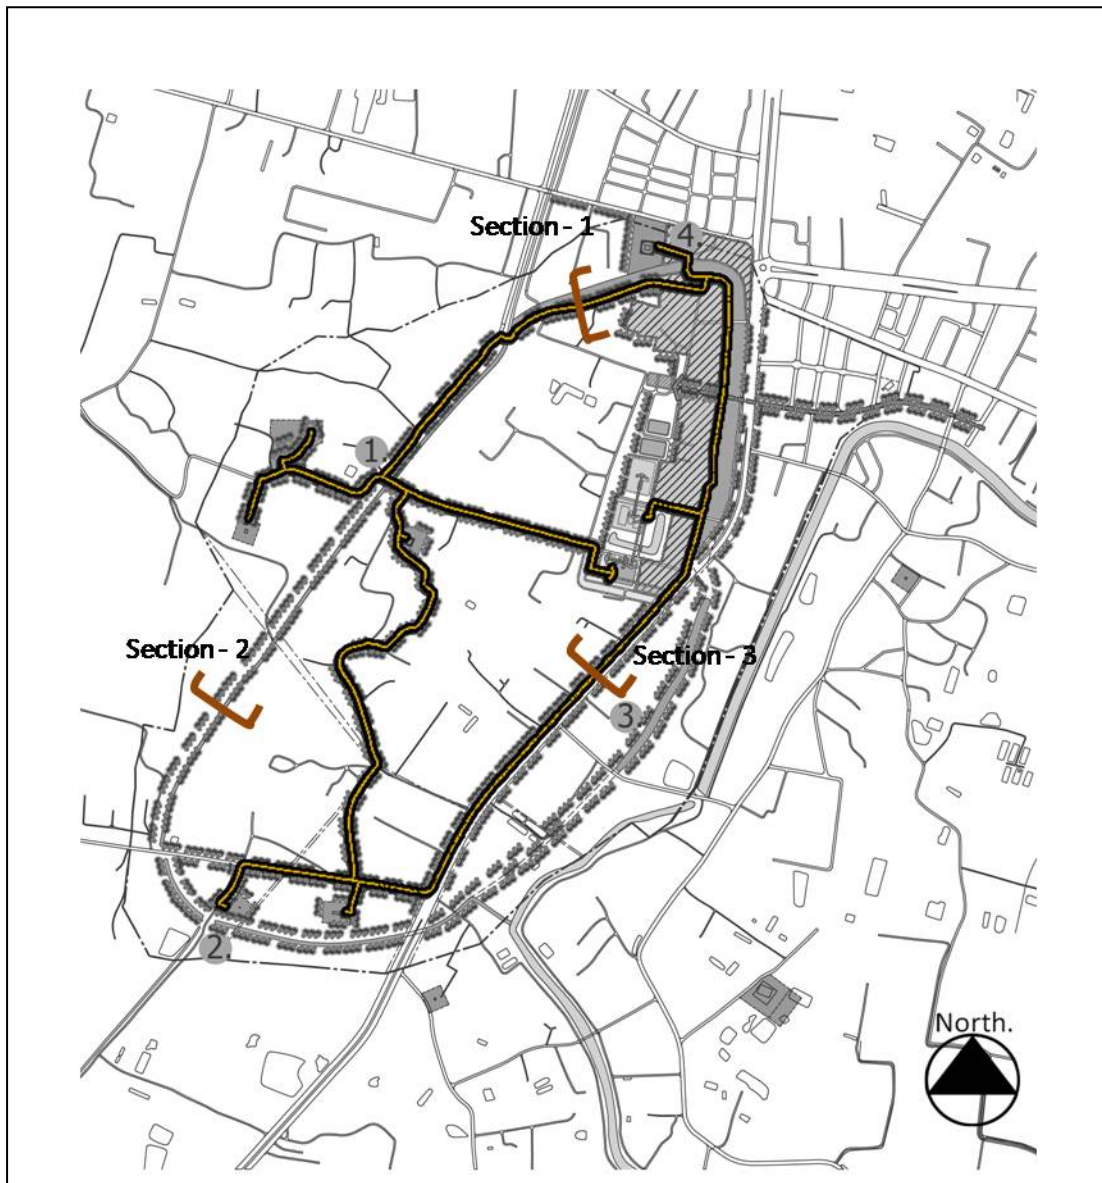 Section - 1
4.
1.
Section - 2
Section - 3
3.
2.
North.